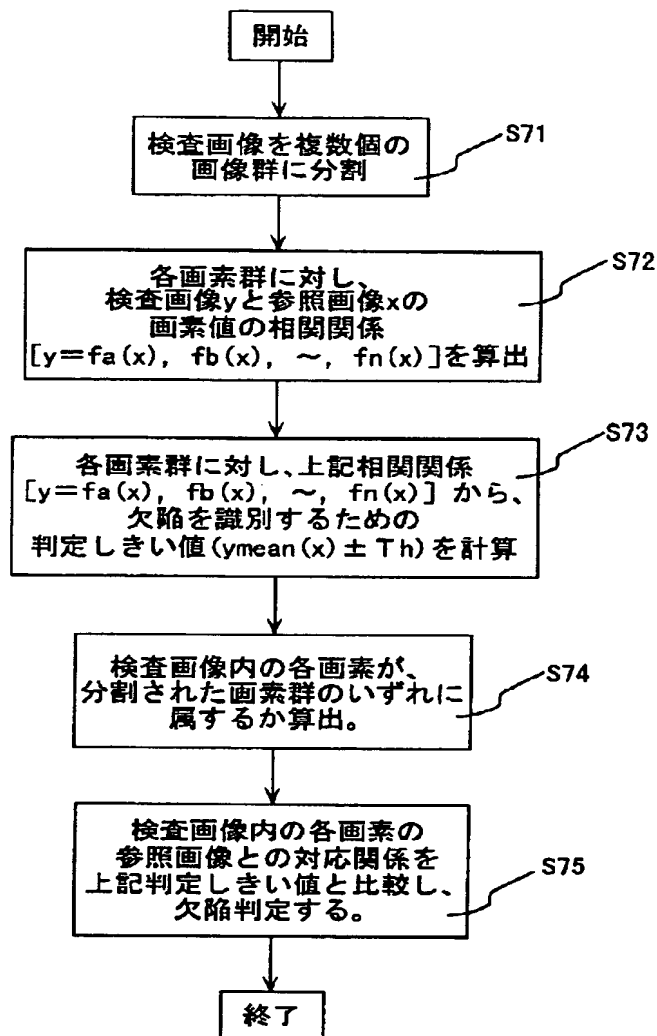 開始
検査画像を複数個の
画像群に分割
S71
各画素群に対し、
検査画像yと参照画像xの
画素値の相関関係
[y=fa(x), fb(x), ～, fn(x)]を算出
S72
各画素群に対し、上記相関関係
[y=fa(x), fb(x), ～, fn(x)] から、
欠陥を識別するための
判定しきい値(ymean(x)±Th)を計算
S73
検査画像内の各画素が、
分割された画素群のいずれに
属するか算出。
S74
検査画像内の各画素の
参照画像との対応関係を
上記判定しきい値と比較し、
欠陥判定する。
S75
終了